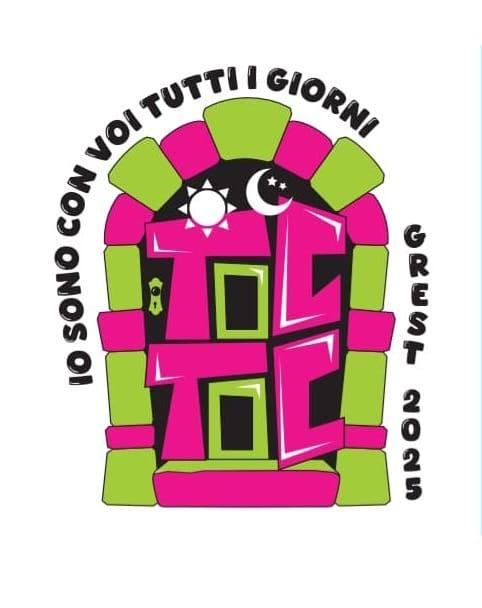 IO SONO CON VOI TUTTI I GIORNI
TOC
TOC
GREST 2025